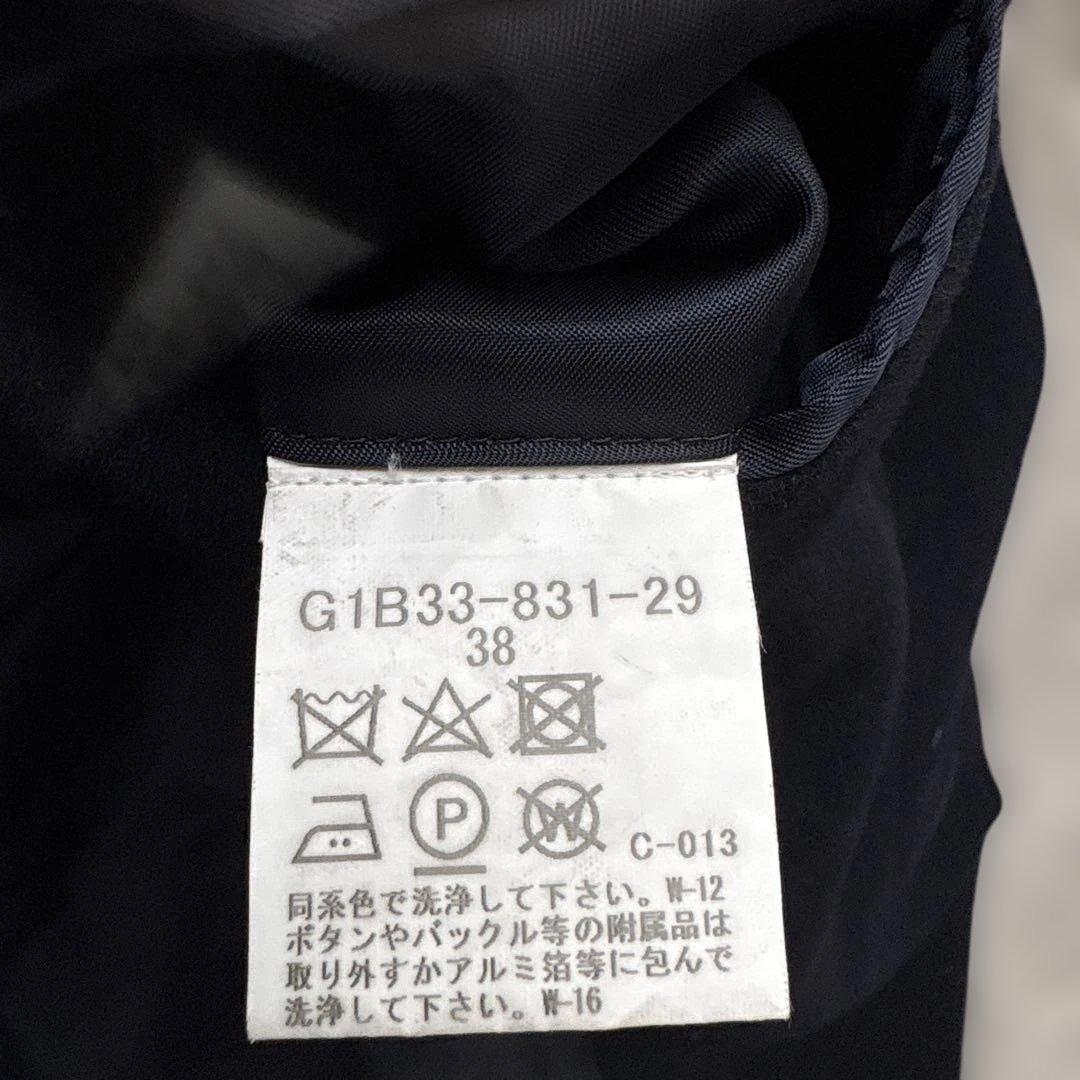 G1B33-831-29
38
P
W
C-013
同系色で洗浄して下さい。W-12
ボタンやバックル等の附属品は
取り外すかアルミ箔等に包んで
洗浄して下さい。W-16